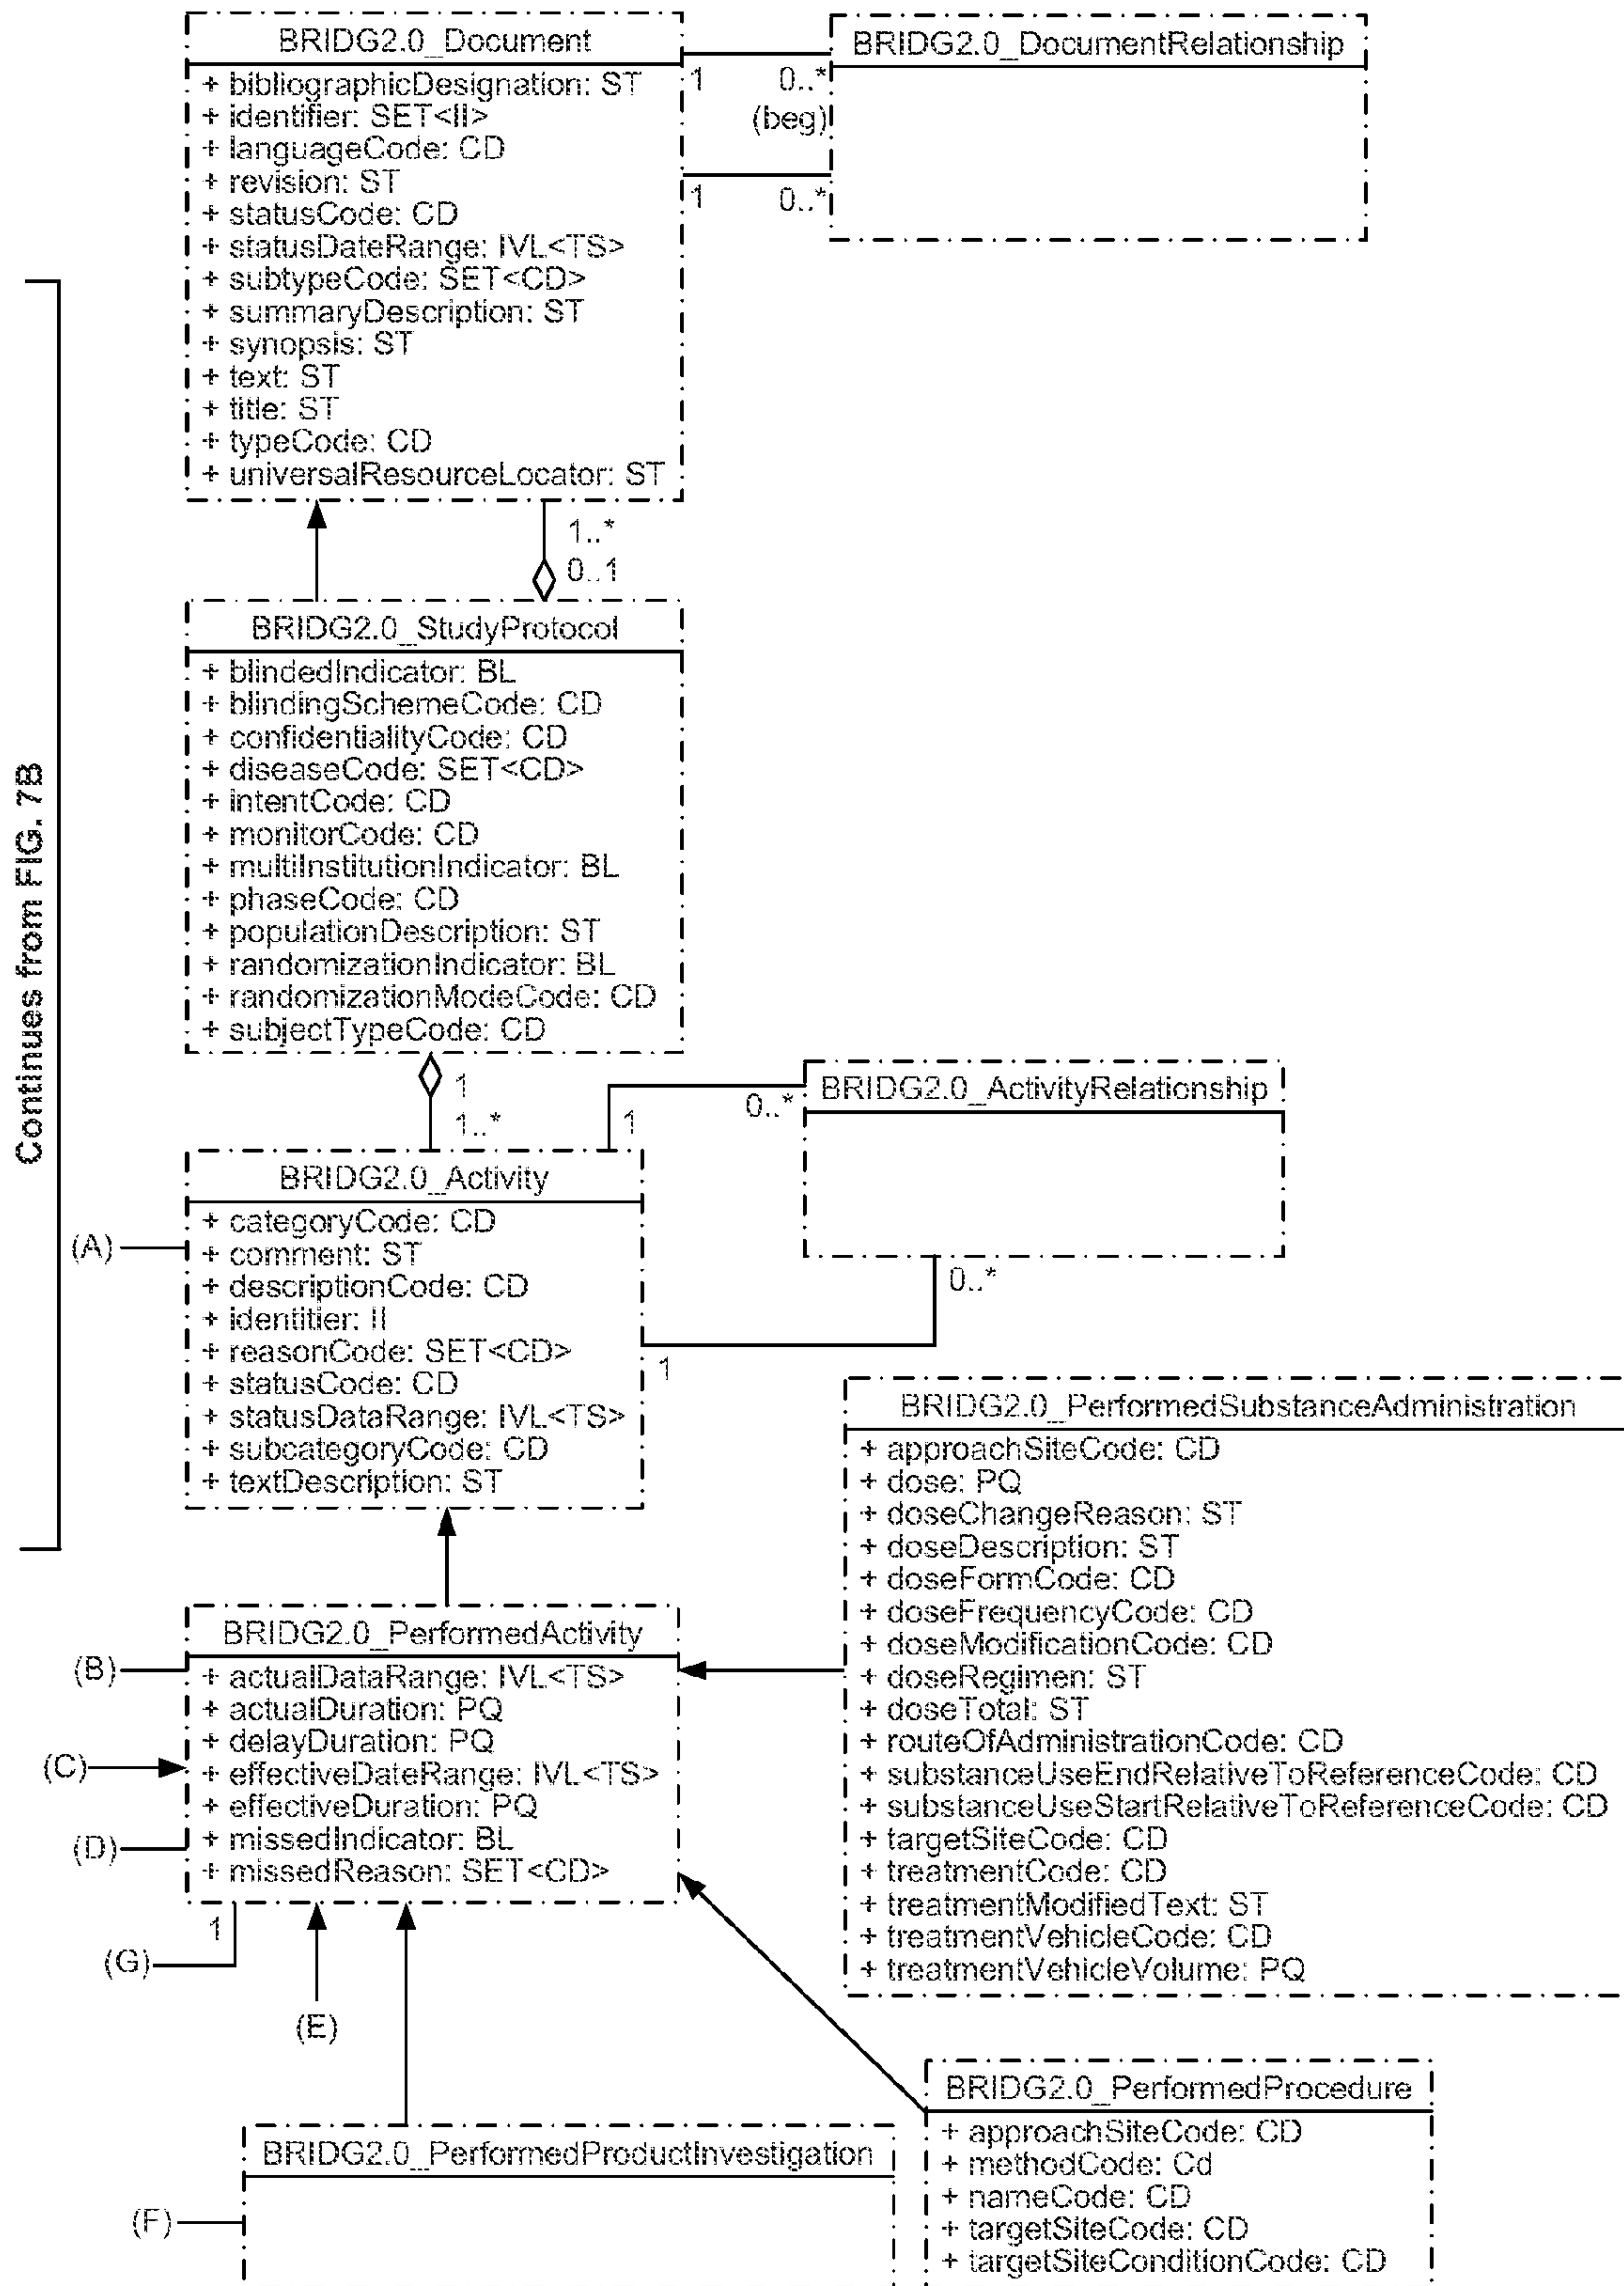 BRIDG2.0_Document
+ bibliographicDesignation: ST
+ identifier: SET<II>
+ languageCode: CD
+ revision: ST
+ statusCode: CD
+ statusDateRange: IVL<TS>
+ subtypeCode: SET<CD>
+ summaryDescription: ST
+ synopsis: ST
+ text: ST
+ title: ST
+ typeCode: CD
+ universalResourceLocator: ST
BRIDG2.0_DocumentRelationship
1 0..*
(beg)
1 0..*
1..*
0..1
Continues from FIG. 7B
BRIDG2.0_StudyProtocol
+ blindedIndicator: BL
+ blindingSchemeCode: CD
+ confidentialityCode: CD
+ diseaseCode: SET<CD>
+ intentCode: CD
+ monitorCode: CD
+ multiInstitutionIndicator: BL
+ phaseCode: CD
+ populationDescription: ST
+ randomizationIndicator: BL
+ randomizationModeCode: CD
+ subjectTypeCode: CD
1
1..*
1
0..*
BRIDG2.0_ActivityRelationship
0..*
1
BRIDG2.0_Activity
+ categoryCode: CD
+ comment: ST
+ descriptionCode: CD
+ identitier: II
+ reasonCode: SET<CD>
+ statusCode: CD
+ statusDataRange: IVL<TS>
+ subcategoryCode: CD
+ textDescription: ST
(A)
BRIDG2.0_PerformedActivity
+ actualDataRange: IVL<TS>
+ actualDuration: PQ
+ delayDuration: PQ
+ effectiveDateRange: IVL<TS>
+ effectiveDuration: PQ
+ missedIndicator: BL
+ missedReason: SET<CD>
(B)
(C)
(D)
1
(G)
(E)
BRIDG2.0_PerformedSubstanceAdministration
+ approachSiteCode: CD
+ dose: PQ
+ doseChangeReason: ST
+ doseDescription: ST
+ doseFormCode: CD
+ doseFrequencyCode: CD
+ doseModificationCode: CD
+ doseRegimen: ST
+ doseTotal: ST
+ routeOfAdministrationCode: CD
+ substanceUseEndRelativeToReferenceCode: CD
+ substanceUseStartRelativeToReferenceCode: CD
+ targetSiteCode: CD
+ treatmentCode: CD
+ treatmentModifiedText: ST
+ treatmentVehicleCode: CD
+ treatmentVehicleVolume: PQ
BRIDG2.0_PerformedProductInvestigation
(F)
BRIDG2.0_PerformedProcedure
+ approachSiteCode: CD
+ methodCode: Cd
+ nameCode: CD
+ targetSiteCode: CD
+ targetSiteConditionCode: CD